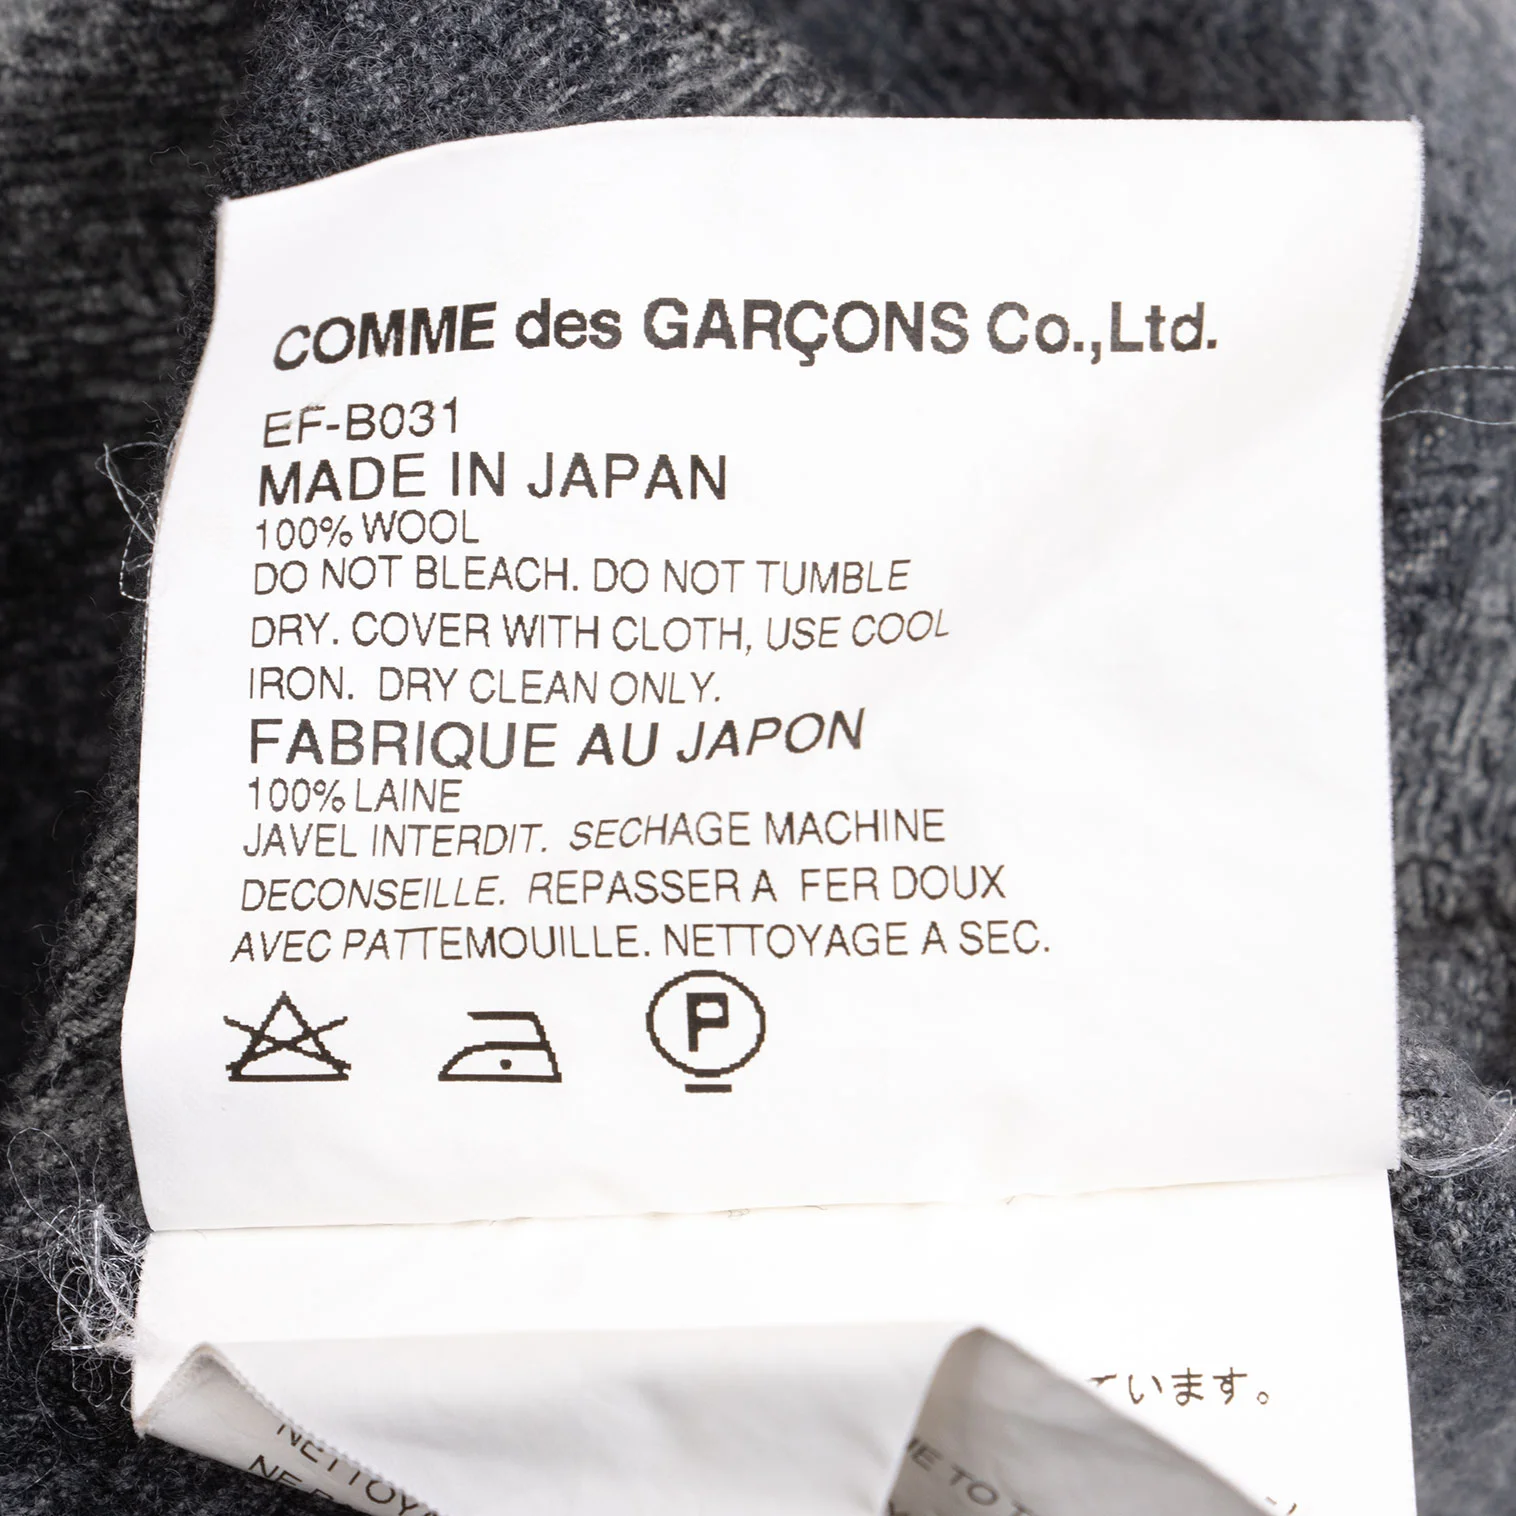 COMME des GARÇONS Co.,Ltd.
EF-B031
MADE IN JAPAN
100% WOOL
DO NOT BLEACH. DO NOT TUMBLE
DRY. COVER WITH CLOTH, USE COOL
IRON. DRY CLEAN ONLY.
FABRIQUE AU JAPON
100% LAINE
JAVEL INTERDIT. SECHAGE MACHINE
DECONSEILLE. REPASSER A FER DOUX
AVEC PATTEMOUILLE. NETTOYAGE A SEC.
P
ています。
TO